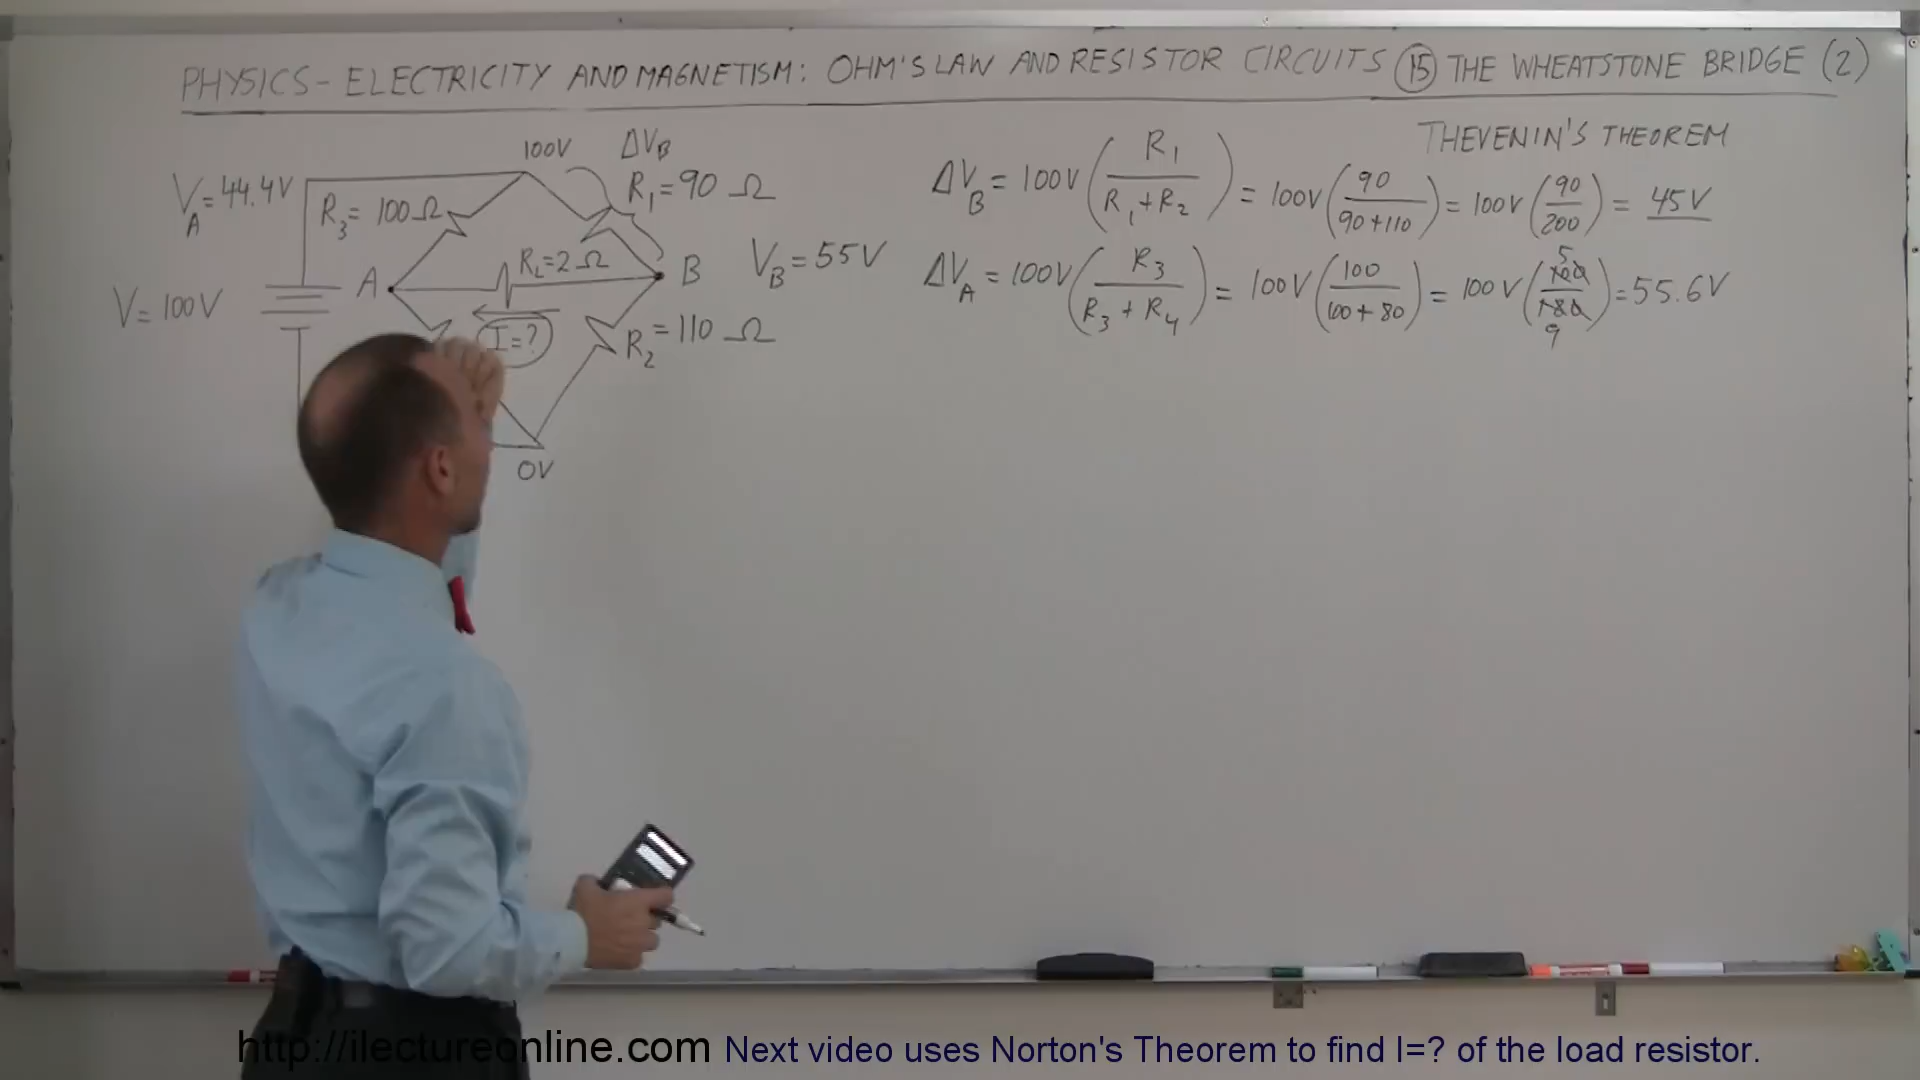 PHYSICS - ELECTRICITY AND MAGNETISM: OHM'S LAW AND RESISTOR CIRCUITS (15) THE WHEATSTONE BRIDGE (2)
THEVENIN'S THEOREM
100V
ΔV_B
V_A = 44.4V
R_3 = 100 Ω
R_1 = 90 Ω
R_L = 2 Ω
A
B
V_B = 55V
V = 100V
I = ?
R_2 = 110 Ω
0V
ΔV_B = 100V (R_1 / (R_1 + R_2)) = 100V (90 / (90+110)) = 100V (90 / 200) = 45V
ΔV_A = 100V (R_3 / (R_3 + R_4)) = 100V (100 / (100+80)) = 100V (100 5 / 180 9) = 55.6V
http://ilectureonline.com Next video uses Norton's Theorem to find I=? of the load resistor.